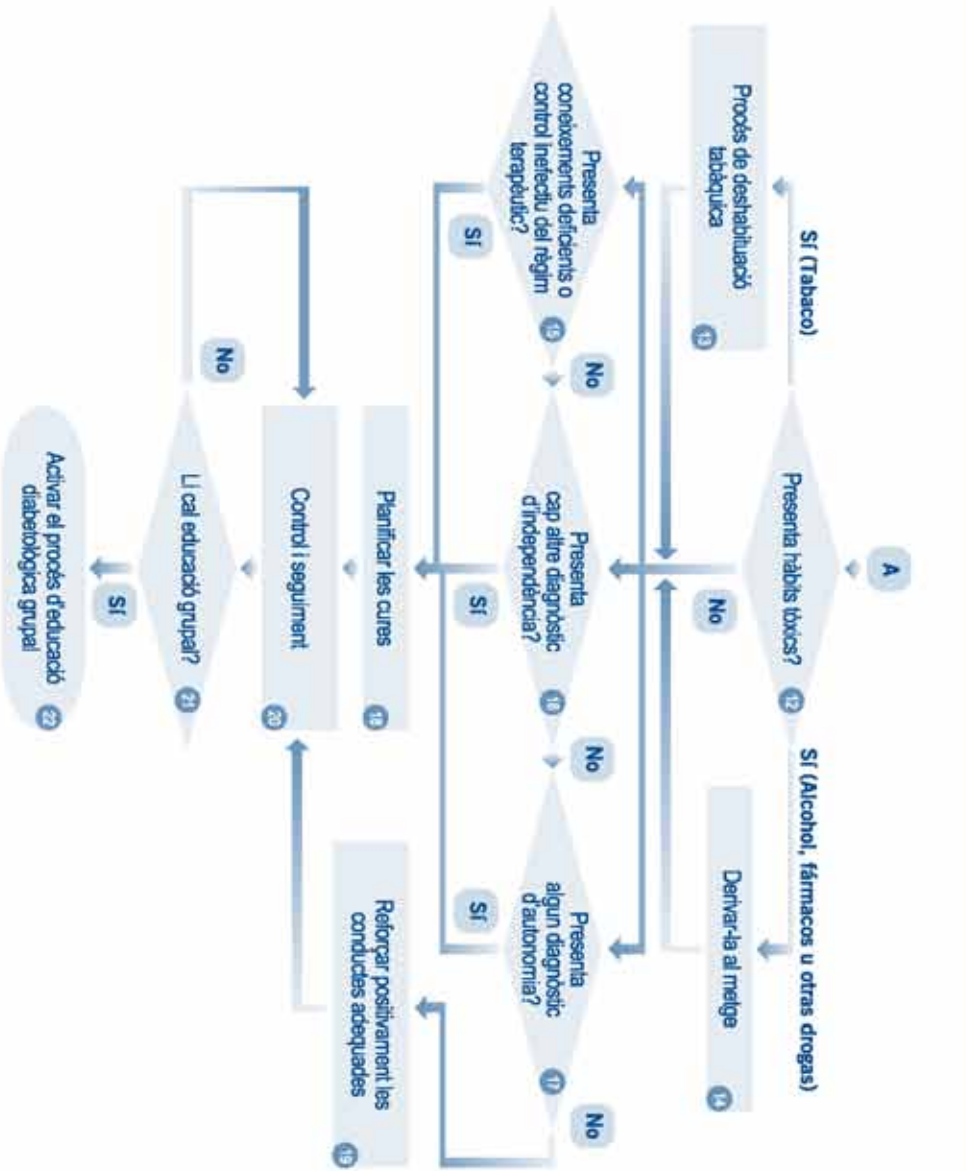 A
Presenta hàbits tòxics?
12
Sí (Tabaco)
Sí (Alcohol, fármacos u otras drogas)
No
Procés de deshabituació
tabàquica
13
Derivar-la al metge
14
Presenta
coneixements deficients o
control inefectiu del règim
terapèutic?
15
No
Presenta
cap altre diagnòstic
d'independència?
16
No
Presenta
algun diagnòstic
d'autonomia?
17
No
Sí
Sí
Sí
Planificar les cures
18
Reforçar positivament les
conductes adequades
19
Control i seguiment
20
Li cal educació grupal?
21
No
Sí
Activar el procés d'educació
diabetològica grupal
22